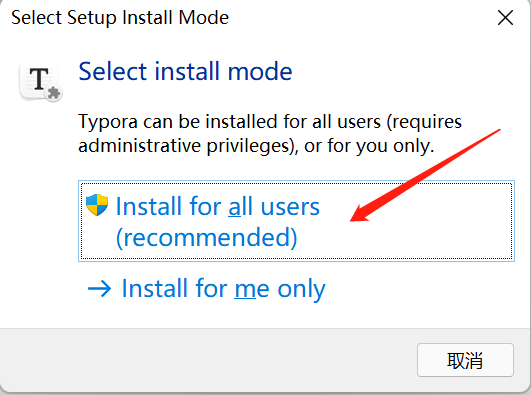 Select Setup Install Mode
T
Select install mode
Typora can be installed for all users (requires
administrative privileges), or for you only.
Install for all users
(recommended)
Install for me only
取消